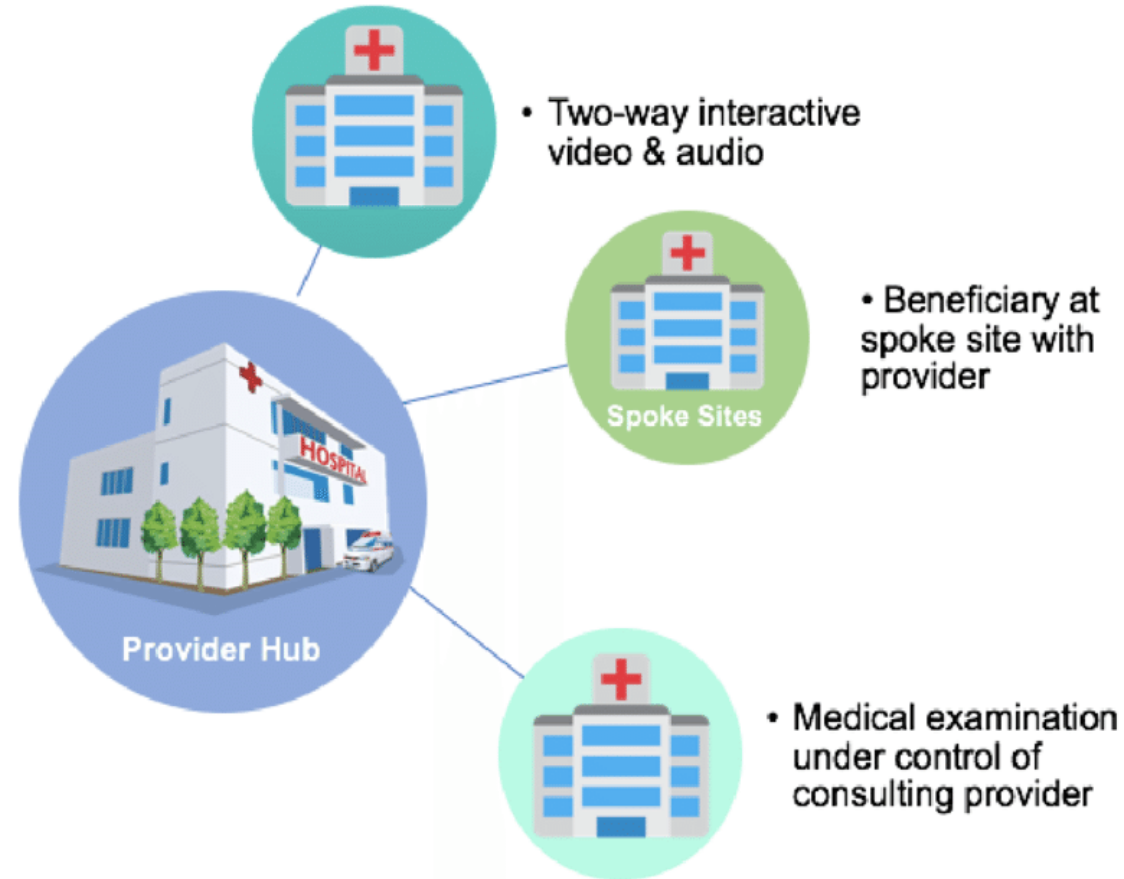 • Two-way interactive
video & audio
• Beneficiary at
spoke site with
provider
Spoke Sites
HOSPITAL
Provider Hub
• Medical examination
under control of
consulting provider